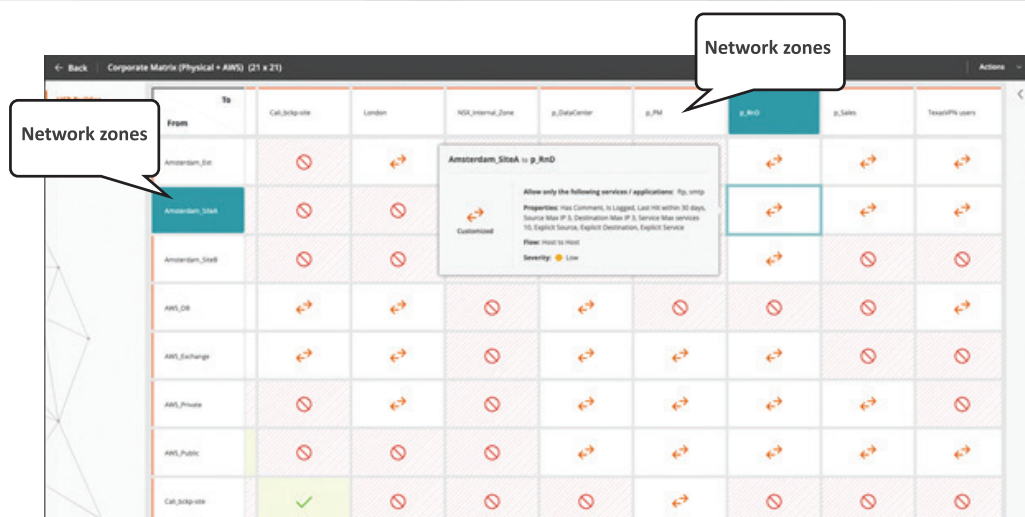 Network zones
← Back Corporate Matrix (Physical + AWS) (21 x 21) Actions
To
From
Cali_bckp-site London NSX_Internal_Zone p_DataCenter p_PM p_RnD p_Sales TexasVPN users
Network zones
Amsterdam_Ext
Amsterdam_SiteA to p_RnD
Amsterdam_SiteA
Allow only the following services / applications: ftp, smtp
Properties: Has Comment, Is Logged, Last Hit within 30 days,
Source Max IP 3, Destination Max IP 3, Service Max services
10, Explicit Source, Explicit Destination, Explicit Service
Customized
Flow: Host to Host
Severity: Low
Amsterdam_SiteB
AWS_DB
AWS_Exchange
AWS_Private
AWS_Public
Cali_bckp-site